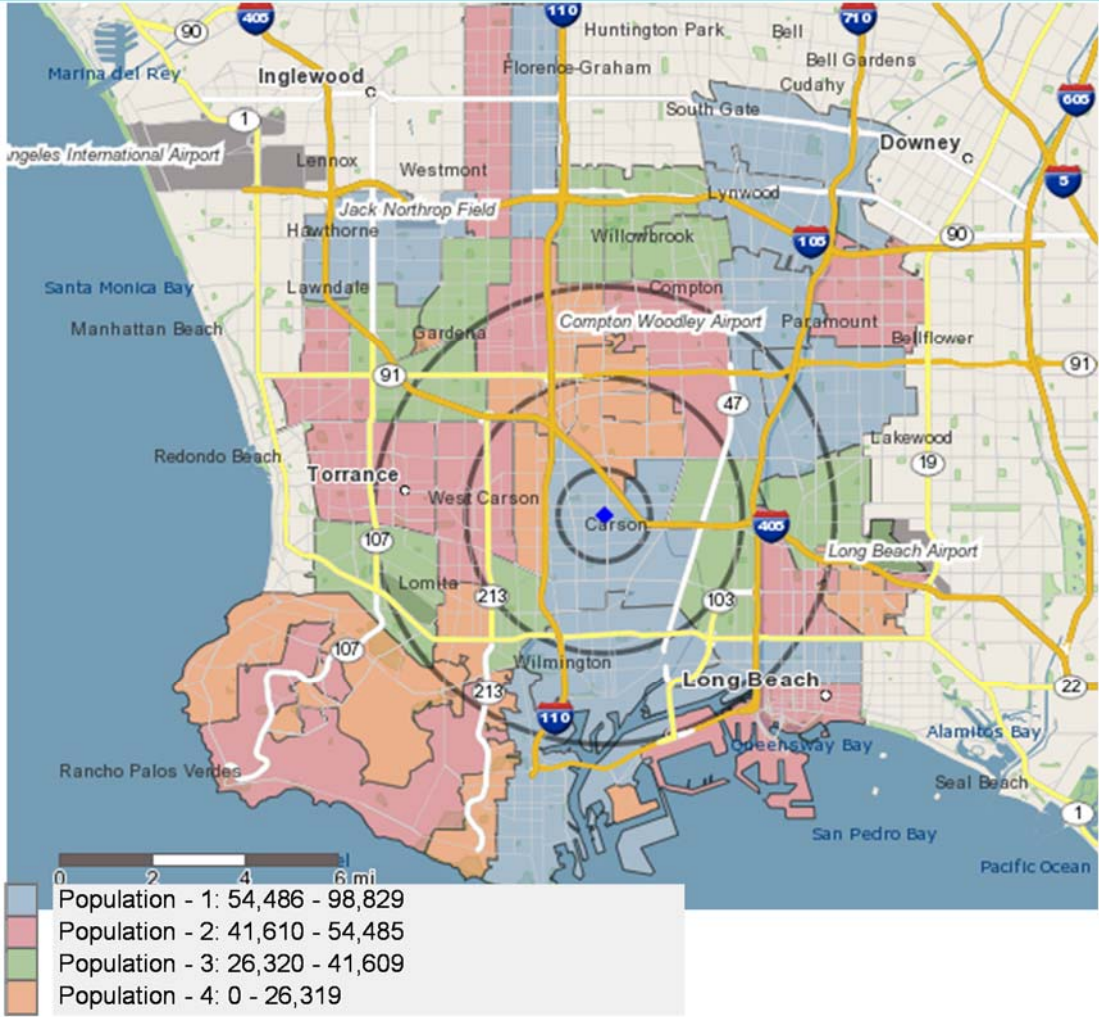 405
110
710
90
Huntington Park
Bell
Florence-Graham
Bell Gardens
Marina del Rey
Inglewood
Cudahy
605
South Gate
1
Downey
ngeles International Airport
Lennox
Westmont
5
Lynwood
Jack Northrop Field
Hawthorne
Willowbrook
105
90
Santa Monica Bay
Lawndale
Compton
Manhattan Beach
Gardena
Compton Woodley Airport
Paramount
Bellflower
91
91
47
Lakewood
Redondo Beach
19
Torrance
West Carson
Carson
405
107
Long Beach Airport
Lomita
213
103
107
Wilmington
Long Beach
22
213
110
Alamitos Bay
Queensway Bay
Rancho Palos Verdes
Seal Beach
1
San Pedro Bay
el
Pacific Ocean
0 2 4 6 mi
Population - 1: 54,486 - 98,829
Population - 2: 41,610 - 54,485
Population - 3: 26,320 - 41,609
Population - 4: 0 - 26,319